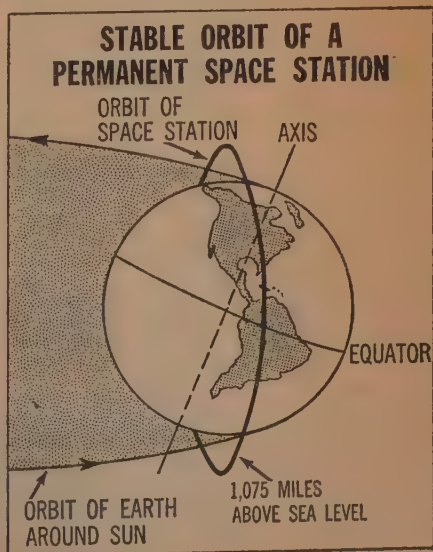 STABLE ORBIT OF A
PERMANENT SPACE STATION
ORBIT OF
SPACE STATION
AXIS
EQUATOR
ORBIT OF EARTH
AROUND SUN
1,075 MILES
ABOVE SEA LEVEL